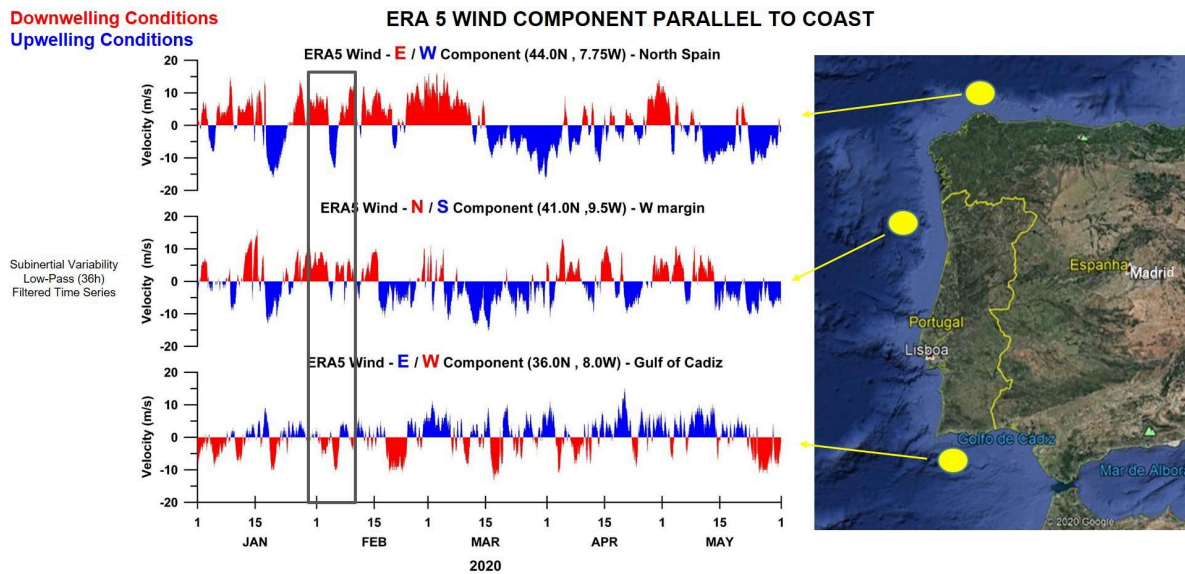 Downwelling Conditions
Upwelling Conditions
ERA 5 WIND COMPONENT PARALLEL TO COAST
ERA5 Wind - E / W Component (44.0N , 7.75W) - North Spain
Velocity (m/s)
20
10
0
-10
-20
ERA5 Wind - N / S Component (41.0N ,9.5W) - W margin
Subinertial Variability
Low-Pass (36h)
Filtered Time Series
Velocity (m/s)
20
10
0
-10
-20
ERA5 Wind - E / W Component (36.0N , 8.0W) - Gulf of Cadiz
Velocity (m/s)
20
10
0
-10
-20
1 15 1 15 1 15 1 15 1 15 1
JAN FEB MAR APR MAY
2020
Espanha
Madrid
Portugal
Lisboa
Golfo de Cádiz
Mar de Albora
© 2020 Google